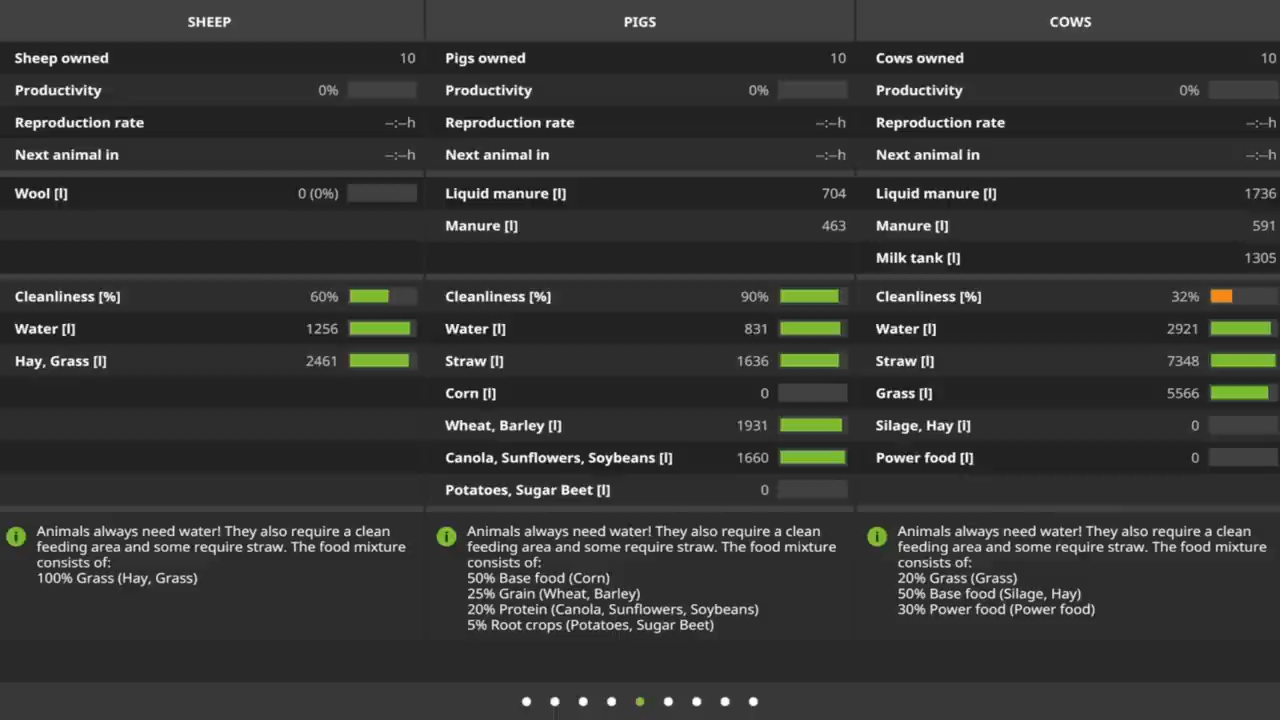 SHEEP
Sheep owned 10
Productivity 0%
Reproduction rate --:--h
Next animal in --:--h
Wool [l] 0 (0%)
Cleanliness [%] 60%
Water [l] 1256
Hay, Grass [l] 2461
Animals always need water! They also require a clean
feeding area and some require straw. The food mixture
consists of:
100% Grass (Hay, Grass)
PIGS
Pigs owned 10
Productivity 0%
Reproduction rate --:--h
Next animal in --:--h
Liquid manure [l] 704
Manure [l] 463
Cleanliness [%] 90%
Water [l] 831
Straw [l] 1636
Corn [l] 0
Wheat, Barley [l] 1931
Canola, Sunflowers, Soybeans [l] 1660
Potatoes, Sugar Beet [l] 0
Animals always need water! They also require a clean
feeding area and some require straw. The food mixture
consists of:
50% Base food (Corn)
25% Grain (Wheat, Barley)
20% Protein (Canola, Sunflowers, Soybeans)
5% Root crops (Potatoes, Sugar Beet)
COWS
Cows owned 10
Productivity 0%
Reproduction rate --:--h
Next animal in --:--h
Liquid manure [l] 1736
Manure [l] 591
Milk tank [l] 1305
Cleanliness [%] 32%
Water [l] 2921
Straw [l] 7348
Grass [l] 5566
Silage, Hay [l] 0
Power food [l] 0
Animals always need water! They also require a clean
feeding area and some require straw. The food mixture
consists of:
20% Grass (Grass)
50% Base food (Silage, Hay)
30% Power food (Power food)